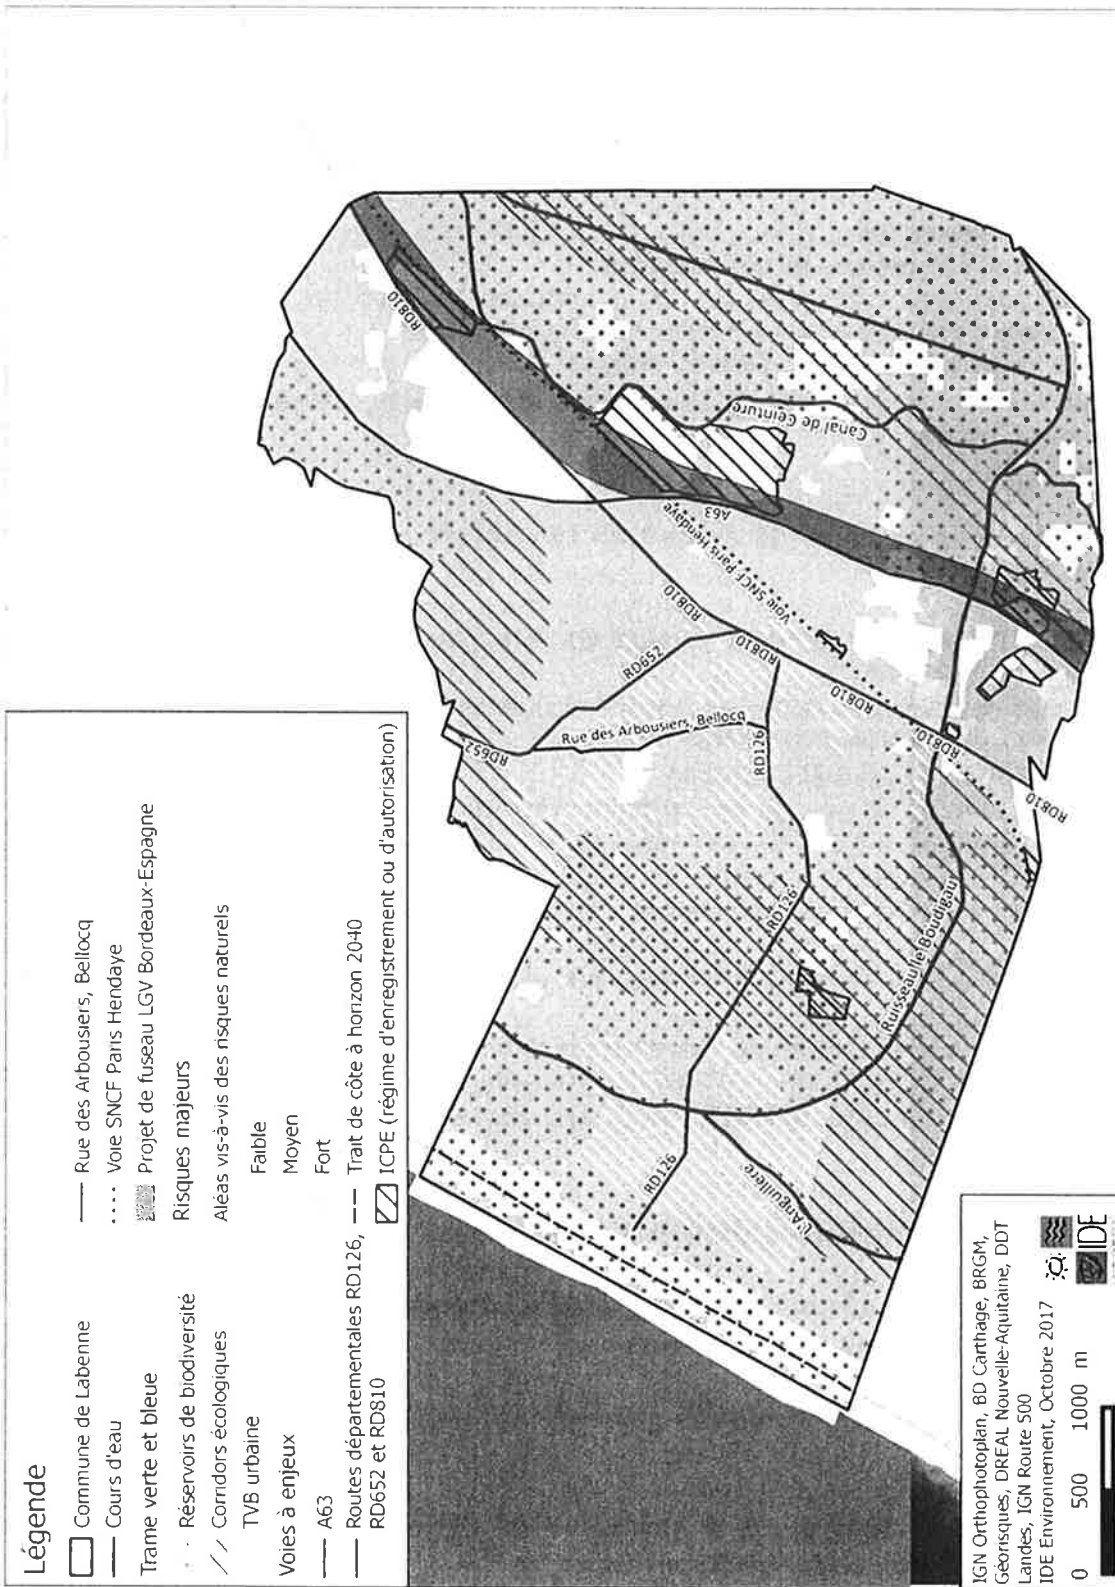 Légende
Commune de Labenne
Cours d'eau
Trame verte et bleue
Réservoirs de biodiversité
Corridors écologiques
TVB urbaine
Voies à enjeux
A63
Routes départementales RD126,
RD652 et RD810
Rue des Arbousiers, Bellocq
Voie SNCF Paris Hendaye
Projet de fuseau LGV Bordeaux-Espagne
Risques majeurs
Aléas vis-à-vis des risques naturels
Faible
Moyen
Fort
Trait de côte à horizon 2040
ICPE (régime d'enregistrement ou d'autorisation)
RD810
Canal de Ceinture
A63
Voie SNCF Paris Hendaye
RD810
RD652
RD810
RD652
Rue des Arbousiers, Bellocq
RD126
RD810
RD810
RD810
RD126
Ruisseau le Boudigau
RD126
L'Anguillère
IGN Orthophotoplan, BD Carthage, BRGM,
Géorisques, DREAL Nouvelle-Aquitaine, DDT
Landes, IGN Route 500
IDE Environnement, Octobre 2017
IDE
0 500 1000 m